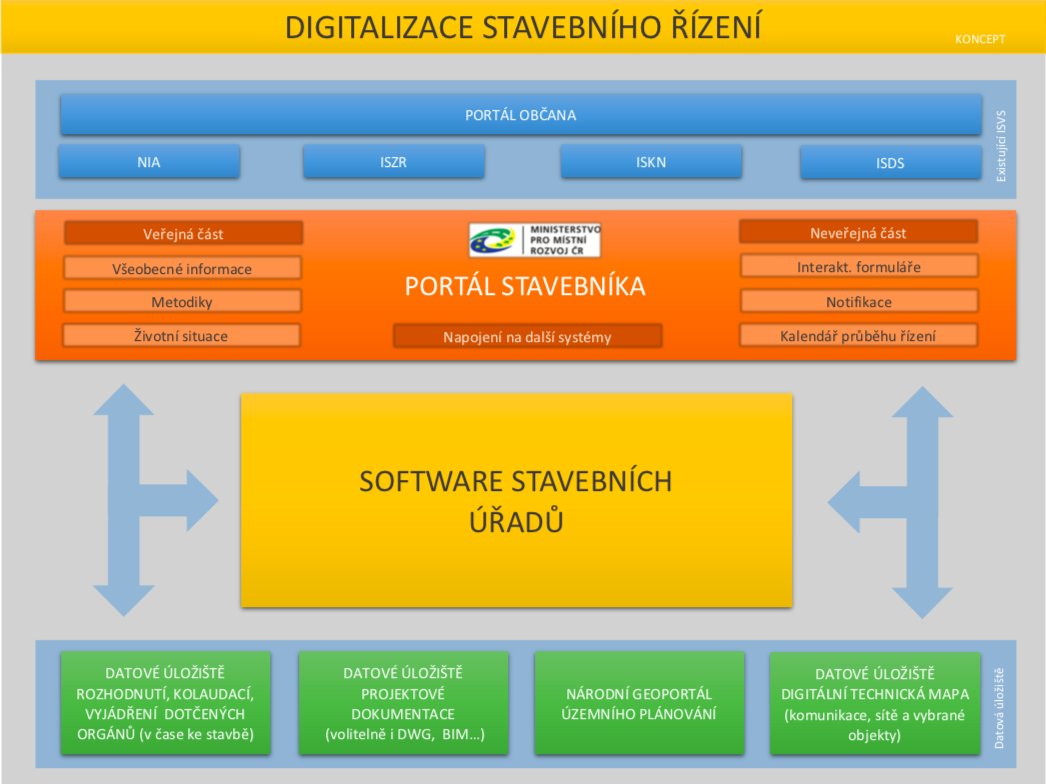 DIGITALIZACE STAVEBNÍHO ŘÍZENÍ
KONCEPT
PORTÁL OBČANA
NIA
ISZR
ISKN
ISDS
Existující ISVS
Veřejná část
Všeobecné informace
Metodiky
Životní situace
MINISTERSTVO
PRO MÍSTNÍ
ROZVOJ ČR
PORTÁL STAVEBNÍKA
Napojení na další systémy
Neveřejná část
Interakt. formuláře
Notifikace
Kalendář průběhu řízení
SOFTWARE STAVEBNÍCH
ÚŘADŮ
DATOVÉ ÚLOŽIŠTĚ
ROZHODNUTÍ, KOLAUDACÍ,
VYJÁDŘENÍ DOTČENÝCH
ORGÁNŮ (v čase ke stavbě)
DATOVÉ ÚLOŽIŠTĚ
PROJEKTOVÉ
DOKUMENTACE
(volitelně i DWG, BIM...)
NÁRODNÍ GEOPORTÁL
ÚZEMNÍHO PLÁNOVÁNÍ
DATOVÉ ÚLOŽIŠTĚ
DIGITÁLNÍ TECHNICKÁ MAPA
(komunikace, sítě a vybrané
objekty)
Datová úložiště